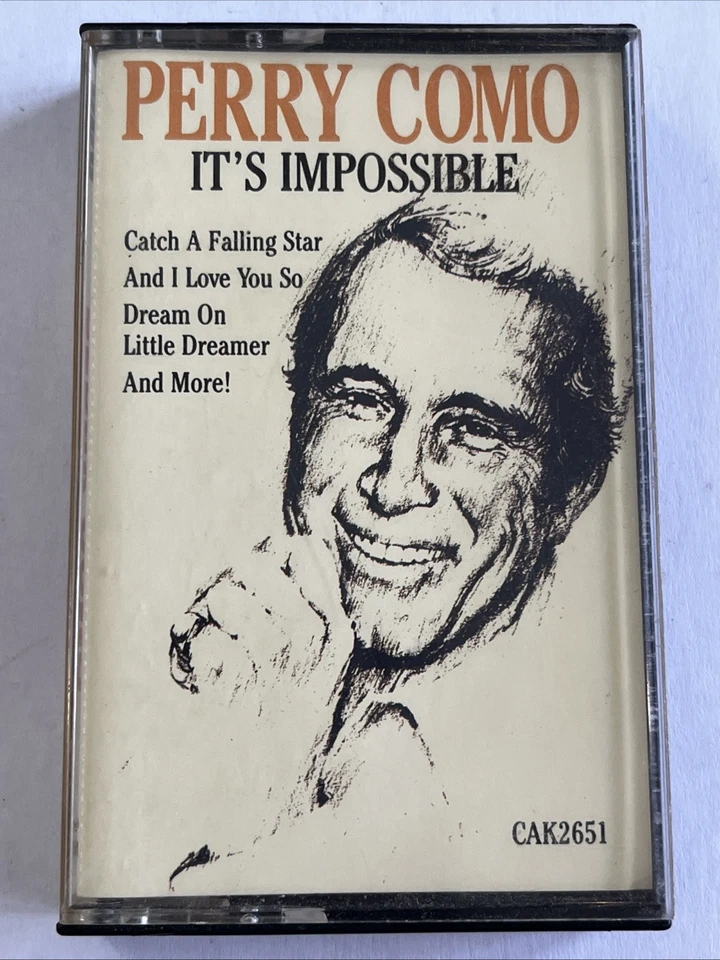 PERRY COMO
IT'S IMPOSSIBLE
Catch A Falling Star
And I Love You So
Dream On
Little Dreamer
And More!
CAK2651